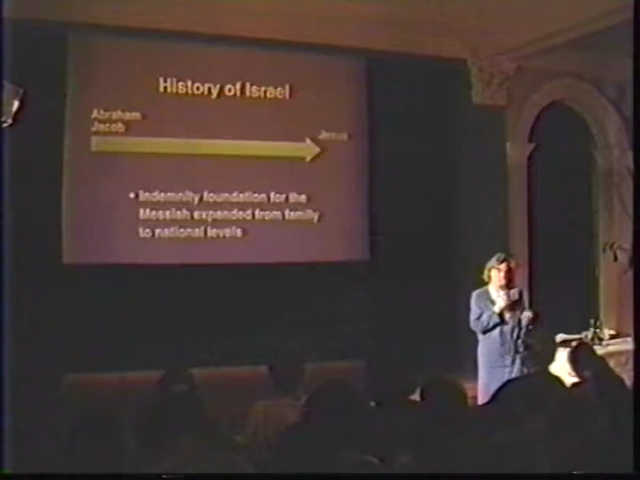 History of Israel
Abraham
Jacob
Jesus
• Indemnity foundation for the
Messiah expanded from family
to national levels